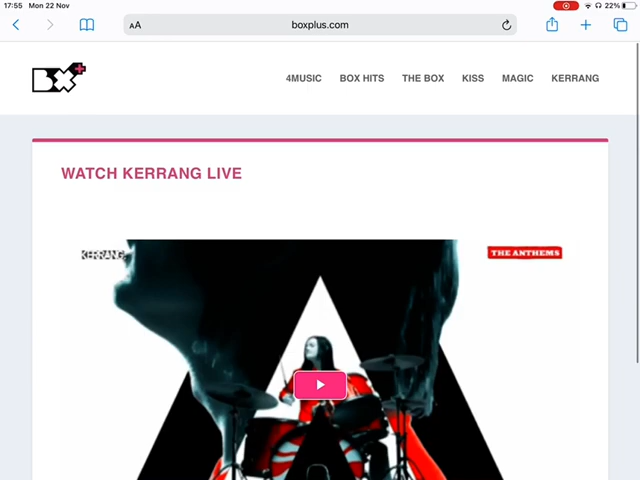 17:55 Mon 22 Nov
22%
AA boxplus.com
BX+
4MUSIC BOX HITS THE BOX KISS MAGIC KERRANG
WATCH KERRANG LIVE
KERRANG!
THE ANTHEMS